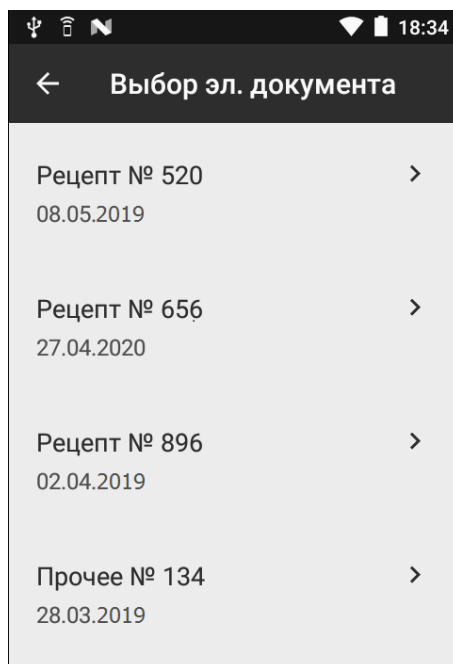 18:34
Выбор эл. документа
Рецепт № 520
08.05.2019
Рецепт № 656
27.04.2020
Рецепт № 896
02.04.2019
Прочее № 134
28.03.2019